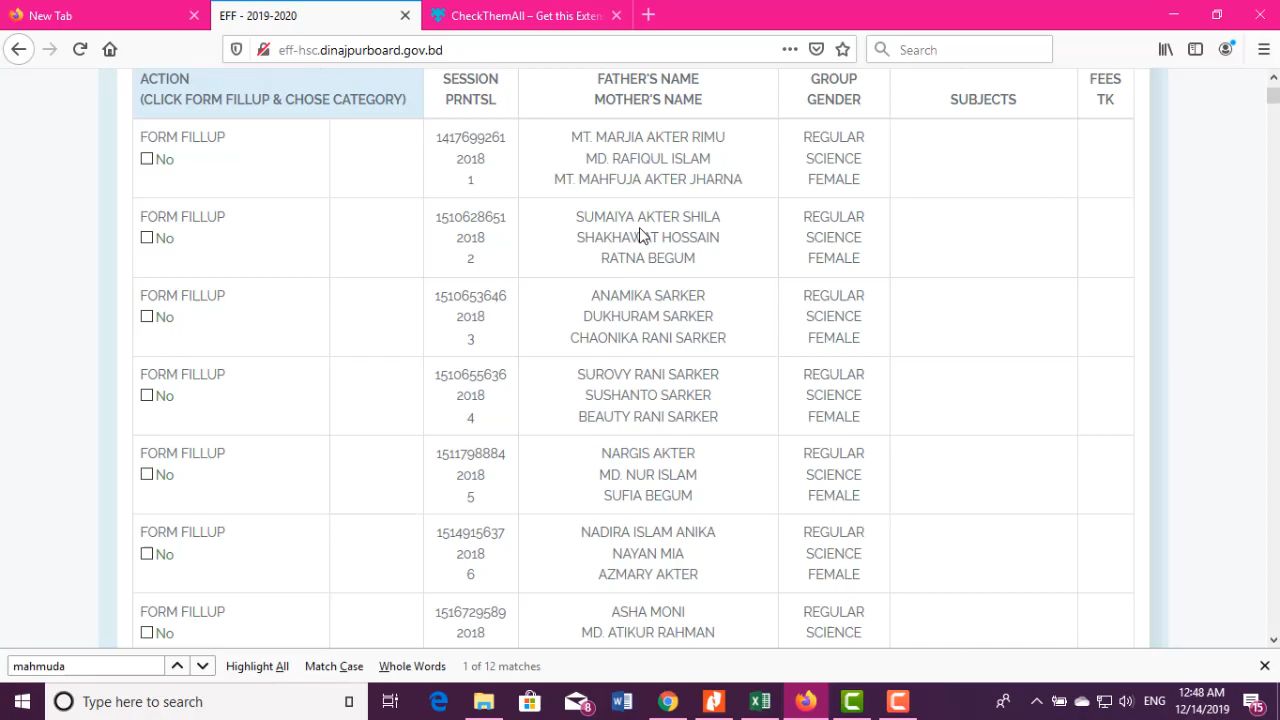 New Tab
EFF - 2019-2020
CheckThemAll – Get this Exten
eff-hsc.dinajpurboard.gov.bd
Search
ACTION
(CLICK FORM FILLUP & CHOSE CATEGORY)
SESSION
PRNTSL
FATHER'S NAME
MOTHER'S NAME
GROUP
GENDER
SUBJECTS
FEES
TK
FORM FILLUP
No
1417699261
2018
1
MT. MARJIA AKTER RIMU
MD. RAFIQUL ISLAM
MT. MAHFUJA AKTER JHARNA
REGULAR
SCIENCE
FEMALE
FORM FILLUP
No
1510628651
2018
2
SUMAIYA AKTER SHILA
SHAKHAWAT HOSSAIN
RATNA BEGUM
REGULAR
SCIENCE
FEMALE
FORM FILLUP
No
1510653646
2018
3
ANAMIKA SARKER
DUKHURAM SARKER
CHAONIKA RANI SARKER
REGULAR
SCIENCE
FEMALE
FORM FILLUP
No
1510655636
2018
4
SUROVY RANI SARKER
SUSHANTO SARKER
BEAUTY RANI SARKER
REGULAR
SCIENCE
FEMALE
FORM FILLUP
No
1511798884
2018
5
NARGIS AKTER
MD. NUR ISLAM
SUFIA BEGUM
REGULAR
SCIENCE
FEMALE
FORM FILLUP
No
1514915637
2018
6
NADIRA ISLAM ANIKA
NAYAN MIA
AZMARY AKTER
REGULAR
SCIENCE
FEMALE
FORM FILLUP
No
1516729589
2018
ASHA MONI
MD. ATIKUR RAHMAN
REGULAR
SCIENCE
mahmuda
Highlight All
Match Case
Whole Words
1 of 12 matches
Type here to search
8
ENG
12:48 AM
12/14/2019
15